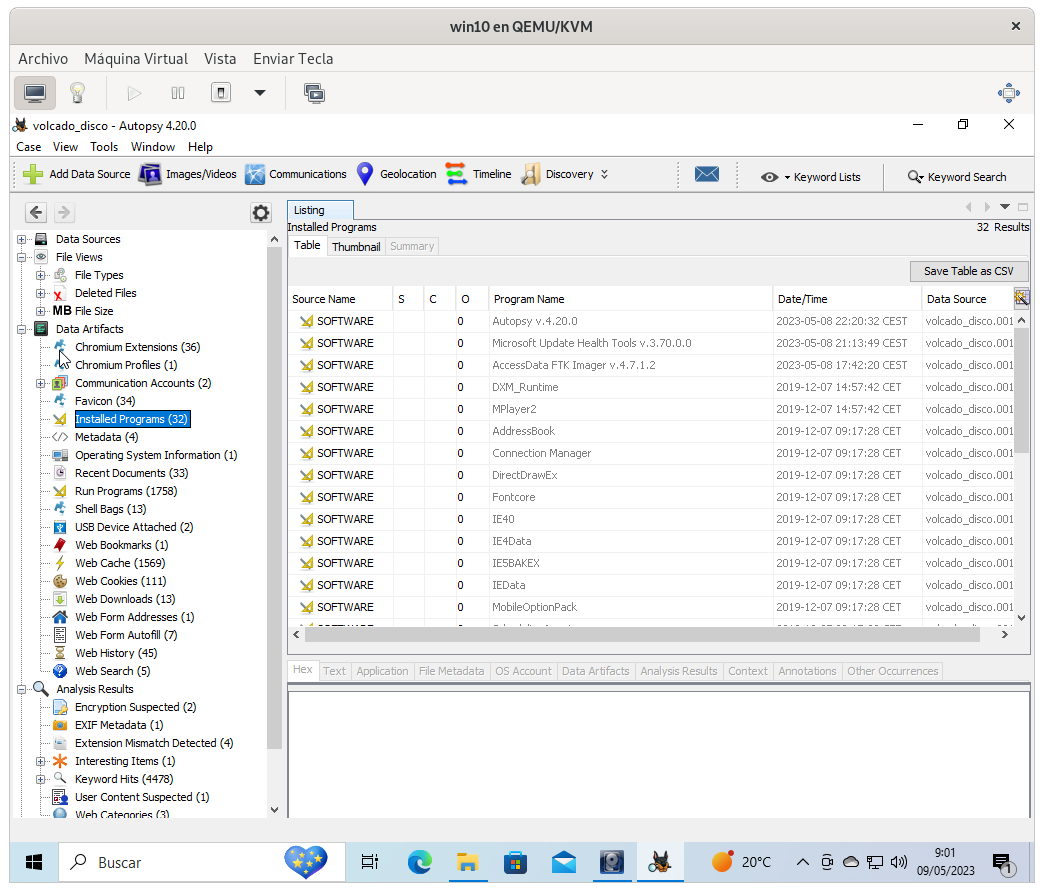 win10 en QEMU/KVM
Archivo Máquina Virtual Vista Enviar Tecla
volcado_disco - Autopsy 4.20.0
Case View Tools Window Help
Add Data Source Images/Videos Communications Geolocation Timeline Discovery Keyword Lists Keyword Search
Data Sources
File Views
File Types
Deleted Files
MB File Size
Data Artifacts
Chromium Extensions (36)
Chromium Profiles (1)
Communication Accounts (2)
Favicon (34)
Installed Programs (32)
Metadata (4)
Operating System Information (1)
Recent Documents (33)
Run Programs (1758)
Shell Bags (13)
USB Device Attached (2)
Web Bookmarks (1)
Web Cache (1569)
Web Cookies (111)
Web Downloads (13)
Web Form Addresses (1)
Web Form Autofill (7)
Web History (45)
Web Search (5)
Analysis Results
Encryption Suspected (2)
EXIF Metadata (1)
Extension Mismatch Detected (4)
Interesting Items (1)
Keyword Hits (4478)
User Content Suspected (1)
Web Categories (3)
Listing
Installed Programs 32 Results
Table Thumbnail Summary
Save Table as CSV
Source Name S C O Program Name Date/Time Data Source
SOFTWARE 0 Autopsy v.4.20.0 2023-05-08 22:20:32 CEST volcado_disco.001
SOFTWARE 0 Microsoft Update Health Tools v.3.70.0.0 2023-05-08 21:13:49 CEST volcado_disco.001
SOFTWARE 0 AccessData FTK Imager v.4.7.1.2 2023-05-08 17:42:20 CEST volcado_disco.001
SOFTWARE 0 DXM_Runtime 2019-12-07 14:57:42 CET volcado_disco.001
SOFTWARE 0 MPlayer2 2019-12-07 14:57:42 CET volcado_disco.001
SOFTWARE 0 AddressBook 2019-12-07 09:17:28 CET volcado_disco.001
SOFTWARE 0 Connection Manager 2019-12-07 09:17:28 CET volcado_disco.001
SOFTWARE 0 DirectDrawEx 2019-12-07 09:17:28 CET volcado_disco.001
SOFTWARE 0 Fontcore 2019-12-07 09:17:28 CET volcado_disco.001
SOFTWARE 0 IE40 2019-12-07 09:17:28 CET volcado_disco.001
SOFTWARE 0 IE4Data 2019-12-07 09:17:28 CET volcado_disco.001
SOFTWARE 0 IE5BAKEX 2019-12-07 09:17:28 CET volcado_disco.001
SOFTWARE 0 IEData 2019-12-07 09:17:28 CET volcado_disco.001
SOFTWARE 0 MobileOptionPack 2019-12-07 09:17:28 CET volcado_disco.001
Hex Text Application File Metadata OS Account Data Artifacts Analysis Results Context Annotations Other Occurrences
Buscar
20°C
9:01
09/05/2023
1